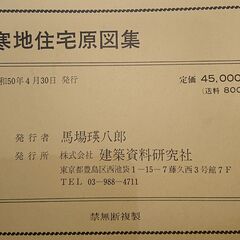 寒地住宅原図集
和50年4月30日 発行
定価 45,000
(送料 800
発行者 馬場瑛八郎
発行所 株式会社 建築資料研究社
東京都豊島区西池袋1-15-7藤久西3号館7F
TEL 03-988-4711
禁無断複製